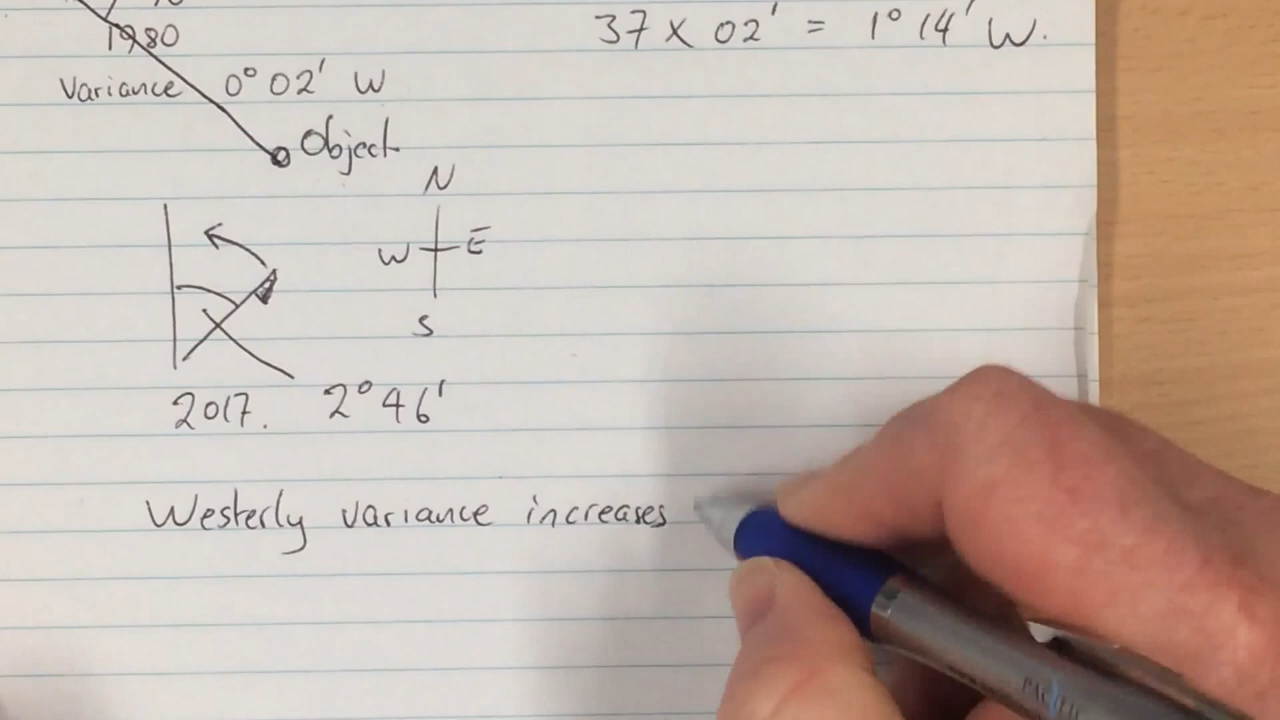 1980
37 X 02' = 1° 14' W.
Variance 0° 02' W
Object
N
W E
S
2017. 2° 46'
Westerly variance increases